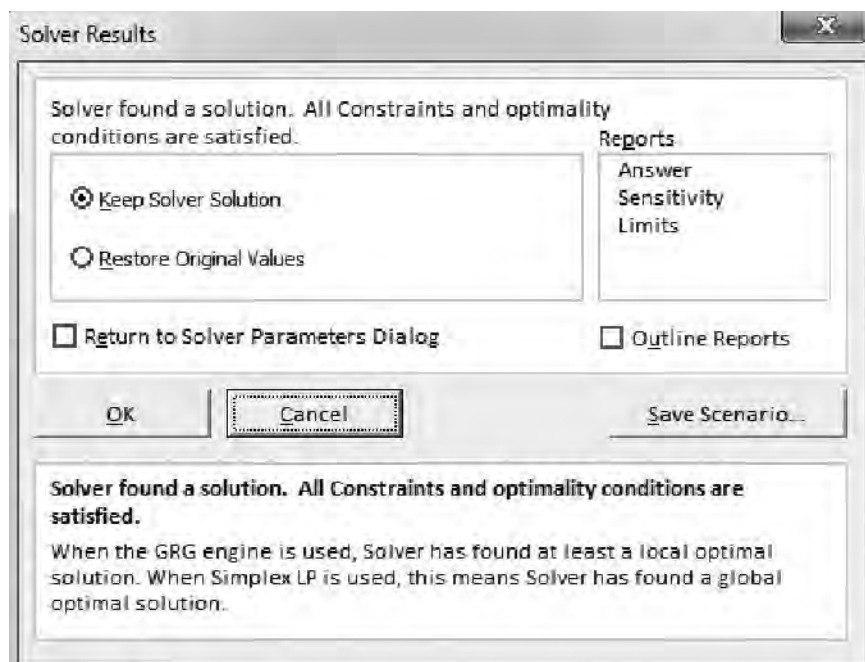 Solver Results
X
Solver found a solution. All Constraints and optimality
conditions are satisfied.
Reports
Answer
Sensitivity
Limits
Keep Solver Solution
Restore Original Values
Return to Solver Parameters Dialog
Outline Reports
OK
Cancel
Save Scenario...
Solver found a solution. All Constraints and optimality conditions are
satisfied.
When the GRG engine is used, Solver has found at least a local optimal
solution. When Simplex LP is used, this means Solver has found a global
optimal solution.